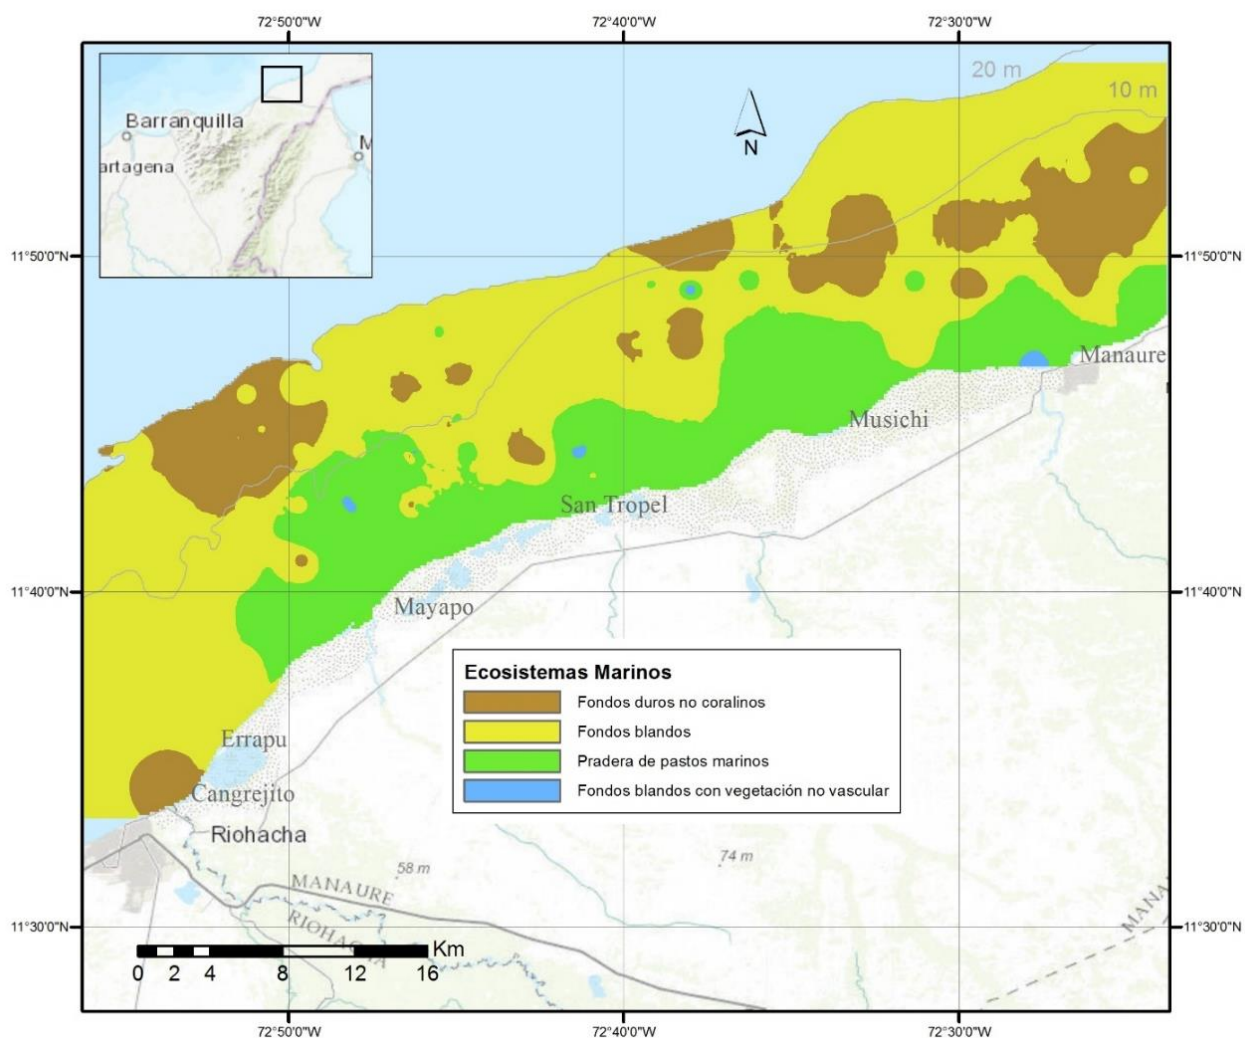 72°50'0"W
72°40'0"W
72°30'0"W
20 m
10 m
Barranquilla
M
artagena
N
11°50'0"N
11°50'0"N
Manaure
Musichi
San Tropel
11°40'0"N
11°40'0"N
Mayapo
Ecosistemas Marinos
Fondos duros no coralinos
Fondos blandos
Pradera de pastos marinos
Fondos blandos con vegetación no vascular
Errapu
Cangrejito
Riohacha
58 m
74 m
MANAURE
RIOHACHA
MANA
11°30'0"N
11°30'0"N
Km
0 2 4 8 12 16
72°50'0"W
72°40'0"W
72°30'0"W